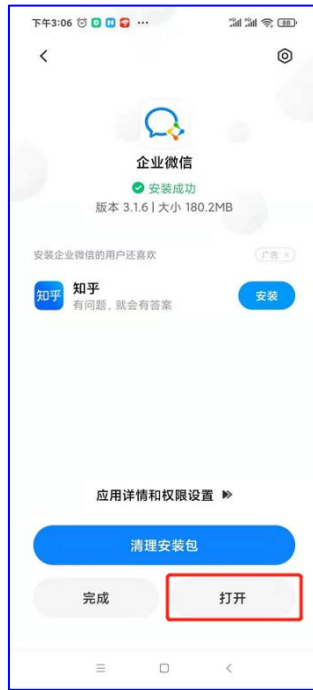 下午3:06 ...
企业微信
安装成功
版本 3.1.6 | 大小 180.2MB
安装企业微信的用户还喜欢
广告 ×
知乎
知乎
有问题，就会有答案
安装
应用详情和权限设置
清理安装包
完成
打开